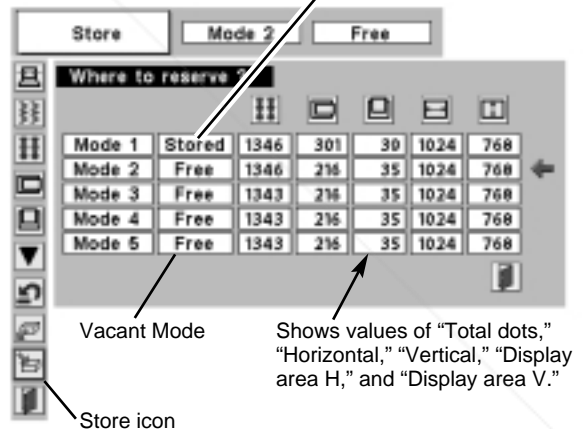 Store Mode 2 Free
Where to reserve ?
Mode 1 Stored 1346 301 30 1024 768
Mode 2 Free 1346 216 35 1024 768
Mode 3 Free 1343 216 35 1024 768
Mode 4 Free 1343 216 35 1024 768
Mode 5 Free 1343 216 35 1024 768
Vacant Mode
Shows values of “Total dots,”
“Horizontal,” “Vertical,” “Display
area H,” and “Display area V.”
Store icon